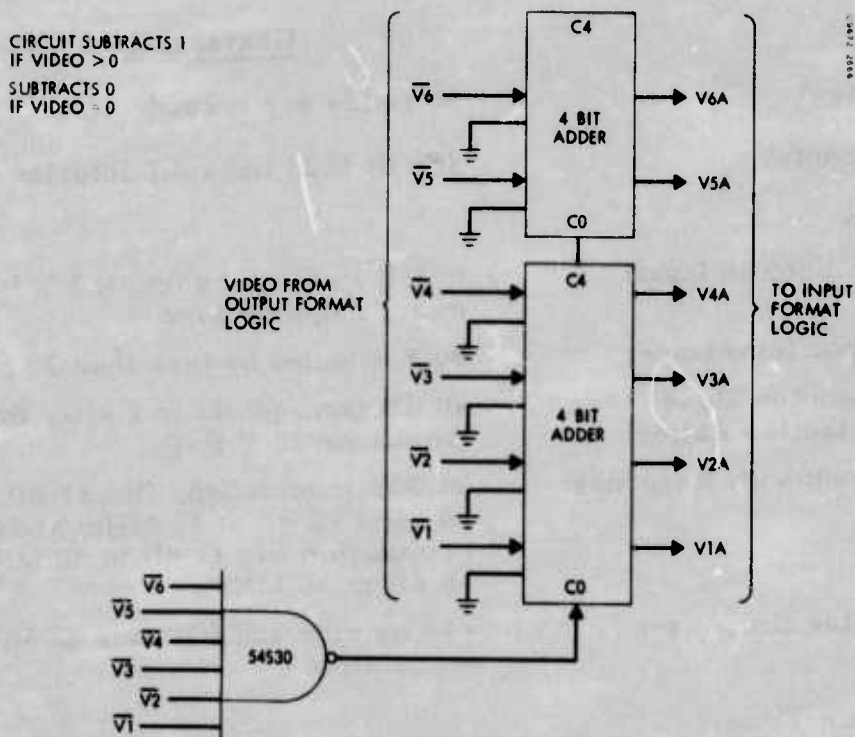 CIRCUIT SUBTRACTS 1
IF VIDEO > 0
SUBTRACTS 0
IF VIDEO = 0
C4
V̅6̅
V6A
4 BIT
ADDER
V̅5̅
V5A
C0
C4
VIDEO FROM
OUTPUT FORMAT
LOGIC
V̅4̅
V4A
TO INPUT
FORMAT
LOGIC
V̅3̅
V3A
4 BIT
ADDER
V̅2̅
V2A
V̅1̅
V1A
C0
V̅6̅
V̅5̅
V̅4̅
54S30
V̅3̅
V̅2̅
V̅1̅